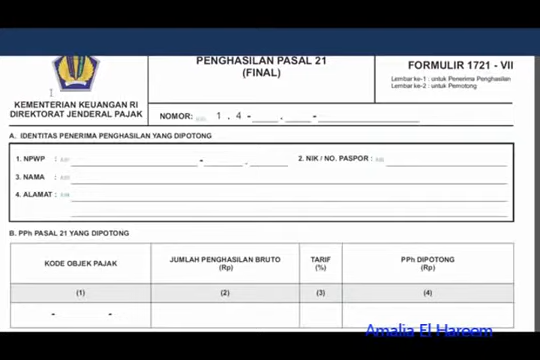 PENGHASILAN PASAL 21
(FINAL)
FORMULIR 1721 - VII
Lembar ke-1 : untuk Penerima Penghasilan
Lembar ke-2 : untuk Pemotong
KEMENTERIAN KEUANGAN RI
DIREKTORAT JENDERAL PAJAK
NOMOR: 1 . 4 - . -
A. IDENTITAS PENERIMA PENGHASILAN YANG DIPOTONG
1. NPWP : - . 2. NIK / NO. PASPOR :
3. NAMA :
4. ALAMAT :
B. PPh PASAL 21 YANG DIPOTONG
KODE OBJEK PAJAK JUMLAH PENGHASILAN BRUTO (Rp) TARIF (%) PPh DIPOTONG (Rp)
(1) (2) (3) (4)
- -
Amalia El Hareem